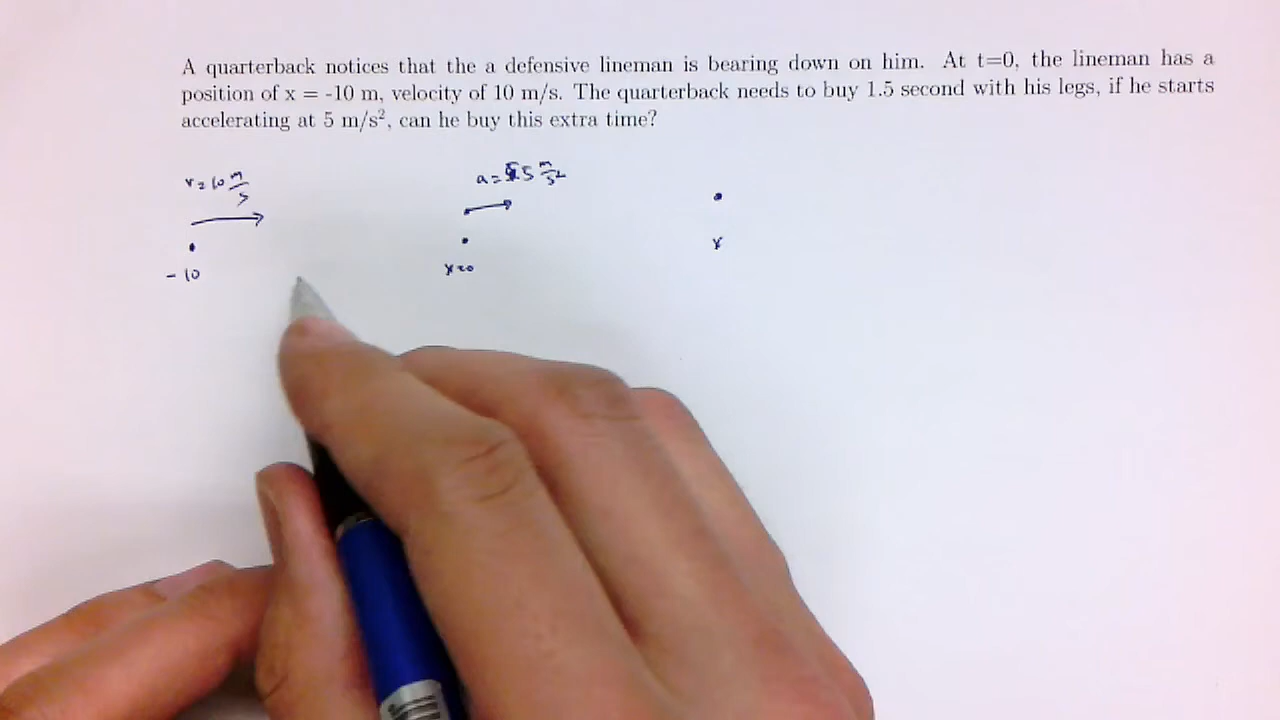 A quarterback notices that the a defensive lineman is bearing down on him. At t=0, the lineman has a
position of x = -10 m, velocity of 10 m/s. The quarterback needs to buy 1.5 second with his legs, if he starts
accelerating at 5 m/s², can he buy this extra time?
v=10 m/s
a= 5 m/s²
-10
x=0
x